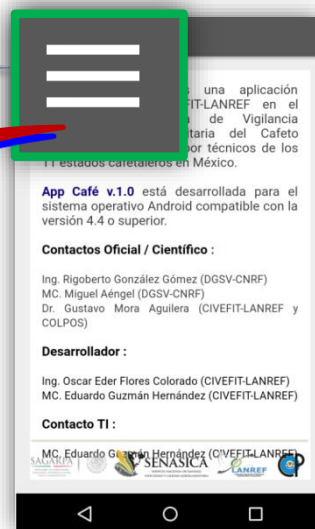 una aplicación
FIT-LANREF en el
de Vigilancia
taria del Cafeto
por técnicos de los
11 estados cafetaleros en México.
App Café v.1.0 está desarrollada para el
sistema operativo Android compatible con la
versión 4.4 o superior.
Contactos Oficial / Científico :
Ing. Rigoberto González Gómez (DGSV-CNRF)
MC. Miguel Aéngel (DGSV-CNRF)
Dr. Gustavo Mora Aguilera (CIVEFIT-LANREF y
COLPOS)
Desarrollador :
Ing. Oscar Eder Flores Colorado (CIVEFIT-LANREF)
MC. Eduardo Guzmán Hernández (CIVEFIT-LANREF)
Contacto TI :
MC. Eduardo Guzmán Hernández (CIVEFIT-LANREF)
SAGARPA SENASICA LANREF